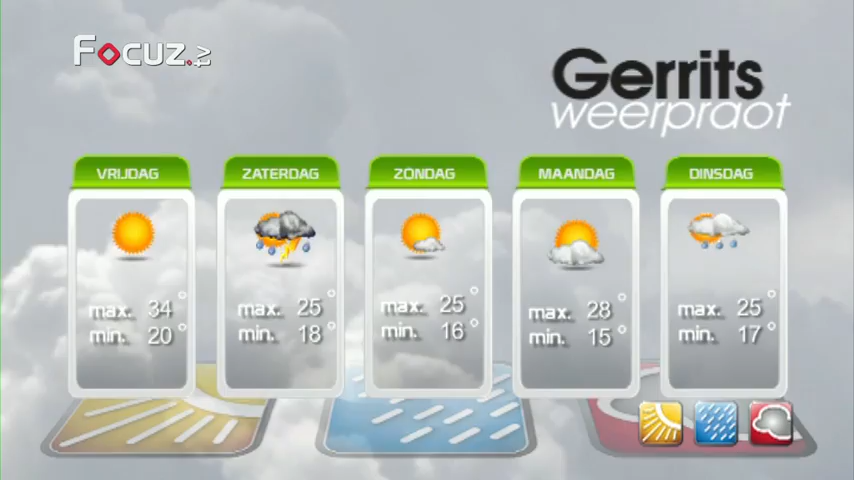 Focuz.tv
Gerrits
weerpraot
VRIJDAG
max. 34°
min. 20°
ZATERDAG
max. 25°
min. 18°
ZONDAG
max. 25°
min. 16°
MAANDAG
max. 28°
min. 15°
DINSDAG
max. 25°
min. 17°